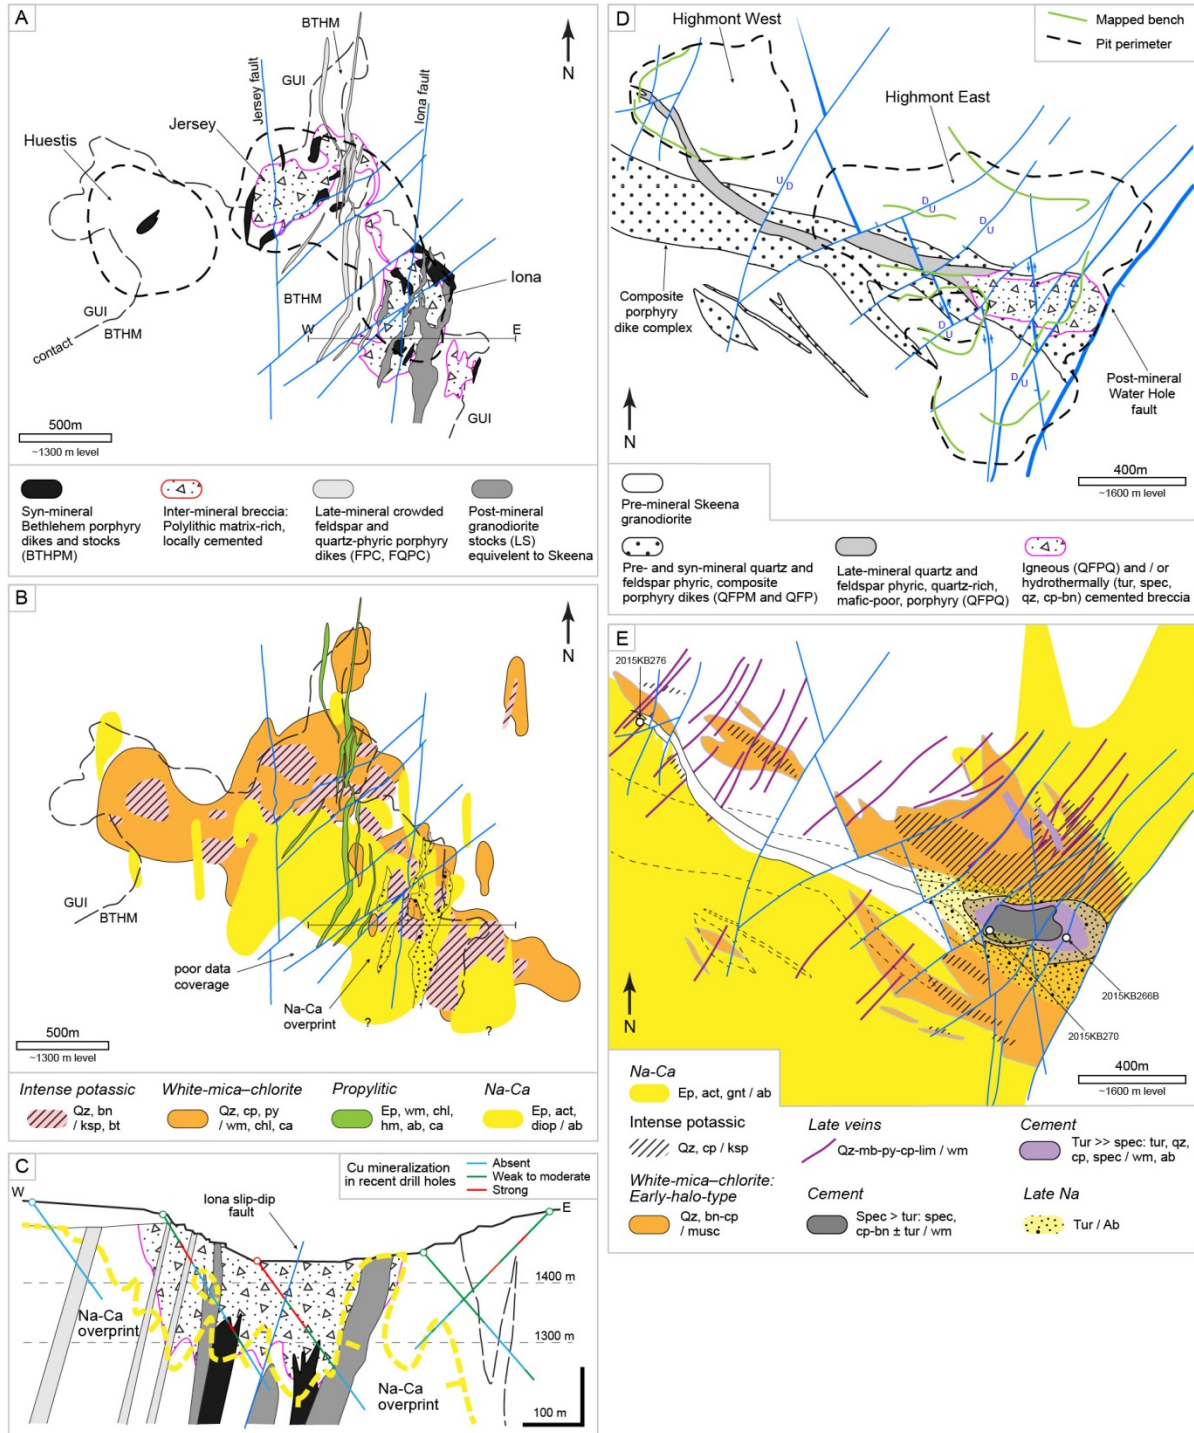 A
BTHM
GUI
Jersey fault
Iona fault
N
Huestis
Jersey
Iona
BTHM
W
E
GUI
BTHM
contact
GUI
500m
~1300 m level
Syn-mineral
Bethlehem porphyry
dikes and stocks
(BTHPM)
Inter-mineral breccia:
Polylithic matrix-rich,
locally cemented
Late-mineral crowded
feldspar and
quartz-phyric porphyry
dikes (FPC, FQPC)
Post-mineral
granodiorite
stocks (LS)
equivelent to Skeena
B
N
GUI
BTHM
poor data
coverage
Na-Ca
overprint
?
?
500m
~1300 m level
Intense potassic
Qz, bn
/ ksp, bt
White-mica–chlorite
Qz, cp, py
/ wm, chl, ca
Propylitic
Ep, wm, chl,
hm, ab, ca
Na-Ca
Ep, act,
diop / ab
C
W
Cu mineralization
in recent drill holes
Absent
Weak to moderate
Strong
Iona slip-dip
fault
E
1400 m
1300 m
Na-Ca
overprint
Na-Ca
overprint
100 m
D
Highmont West
Mapped bench
Pit perimeter
Highmont East
U D
D U
D U
D U
D U
Composite
porphyry
dike complex
Post-mineral
Water Hole
fault
N
400m
~1600 m level
Pre-mineral Skeena
granodiorite
Pre- and syn-mineral quartz and
feldspar phyric, composite
porphyry dikes (QFPM and QFP)
Late-mineral quartz and
feldspar phyric, quartz-rich,
mafic-poor, porphyry (QFPQ)
Igneous (QFPQ) and / or
hydrothermally (tur, spec,
qz, cp-bn) cemented breccia
E
2015KB276
2015KB266B
2015KB270
N
400m
~1600 m level
Na-Ca
Ep, act, gnt / ab
Intense potassic
Qz, cp / ksp
White-mica–chlorite:
Early-halo-type
Qz, bn-cp
/ musc
Late veins
Qz-mb-py-cp-lim / wm
Cement
Spec > tur: spec,
cp-bn ± tur / wm
Cement
Tur >> spec: tur, qz,
cp, spec / wm, ab
Late Na
Tur / Ab